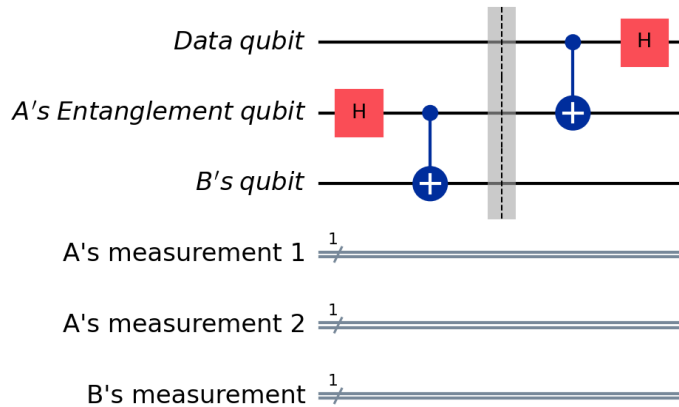 Data qubit
H
A's Entanglement qubit
H
B's qubit
A's measurement 1
1
A's measurement 2
1
B's measurement
1